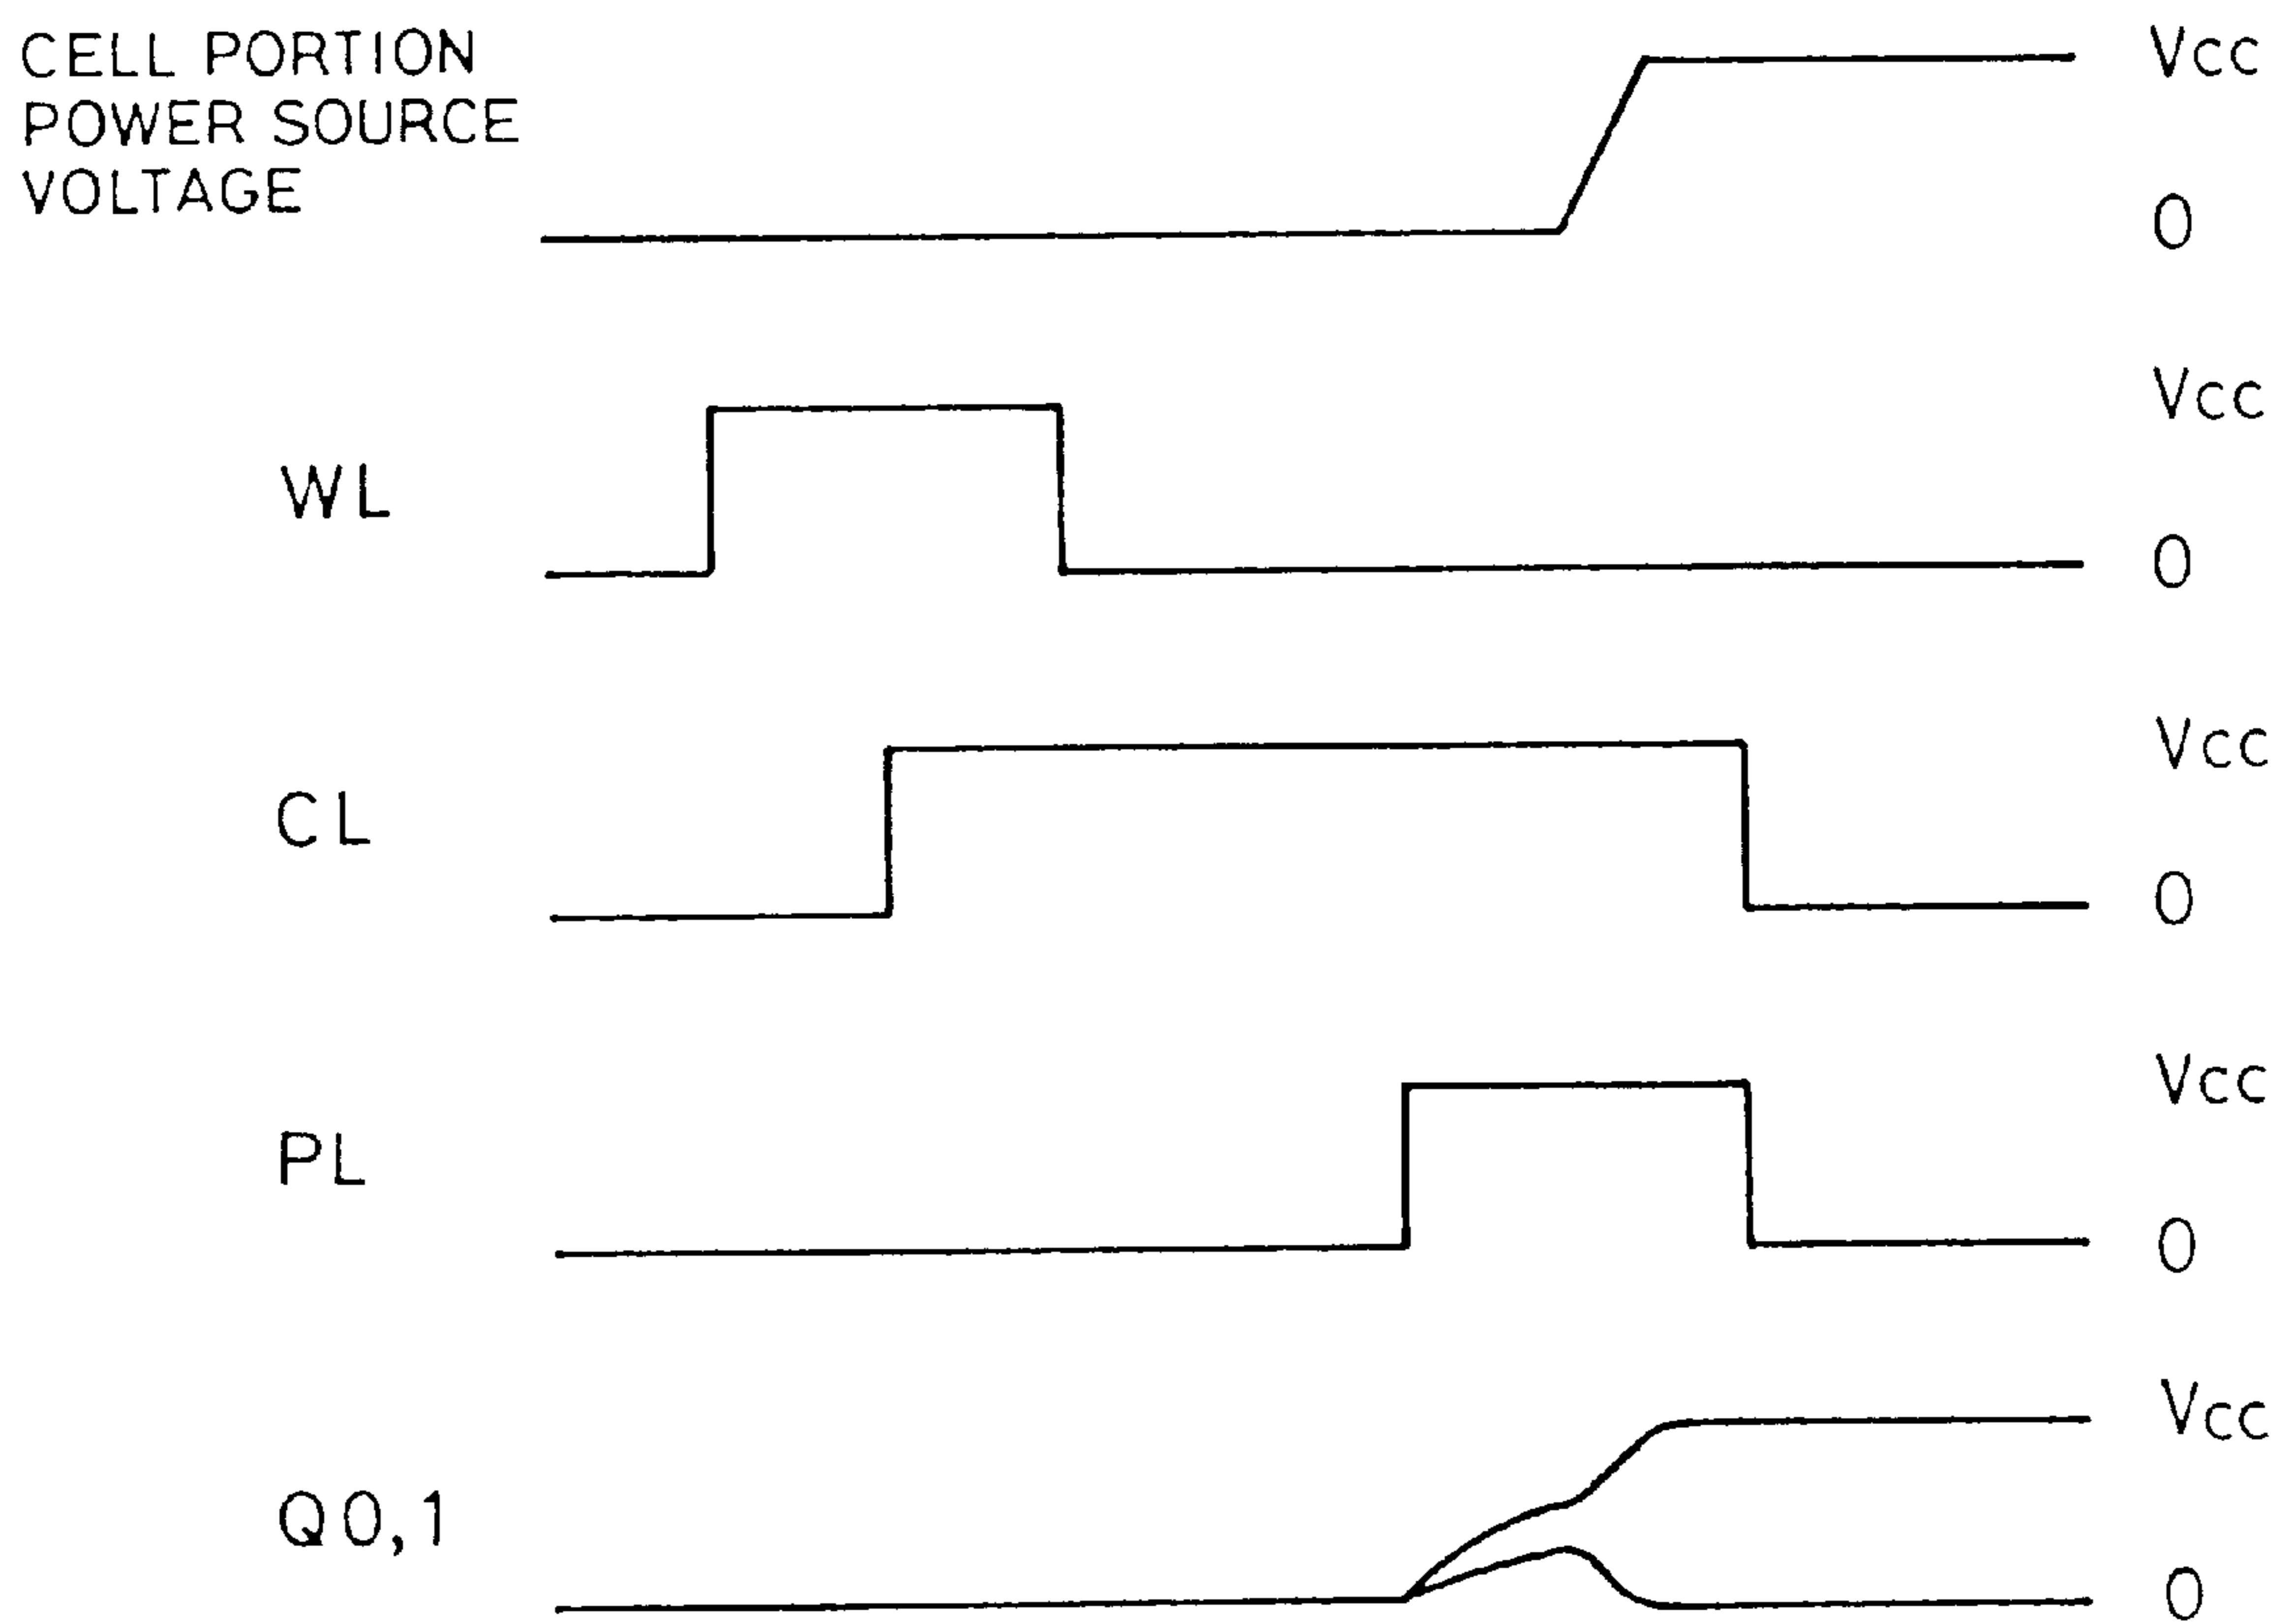 CELL PORTION
POWER SOURCE
VOLTAGE
Vcc
0
WL
Vcc
0
CL
Vcc
0
PL
Vcc
0
Q0,1
Vcc
0